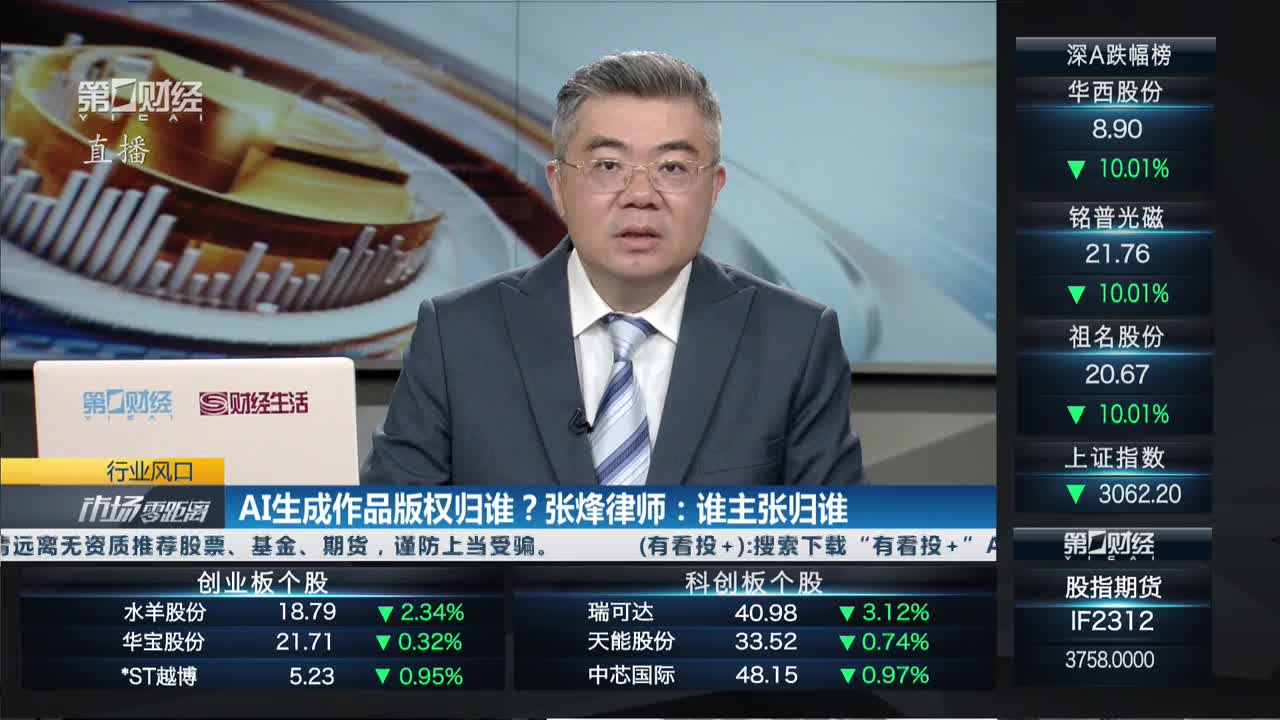 第一财经
YICAI
直播
第一财经
YICAI
财经生活
行业风口
市场零距离
AI生成作品版权归谁？张烽律师：谁主张归谁
请远离无资质推荐股票、基金、期货，谨防上当受骗。 (有看投+):搜索下载“有看投+”A
创业板个股
水羊股份 18.79 ▼2.34%
华宝股份 21.71 ▼0.32%
*ST越博 5.23 ▼0.95%
科创板个股
瑞可达 40.98 ▼3.12%
天能股份 33.52 ▼0.74%
中芯国际 48.15 ▼0.97%
深A跌幅榜
华西股份
8.90
▼ 10.01%
铭普光磁
21.76
▼ 10.01%
祖名股份
20.67
▼ 10.01%
上证指数
▼ 3062.20
第一财经
YICAI
股指期货
IF2312
3758.0000